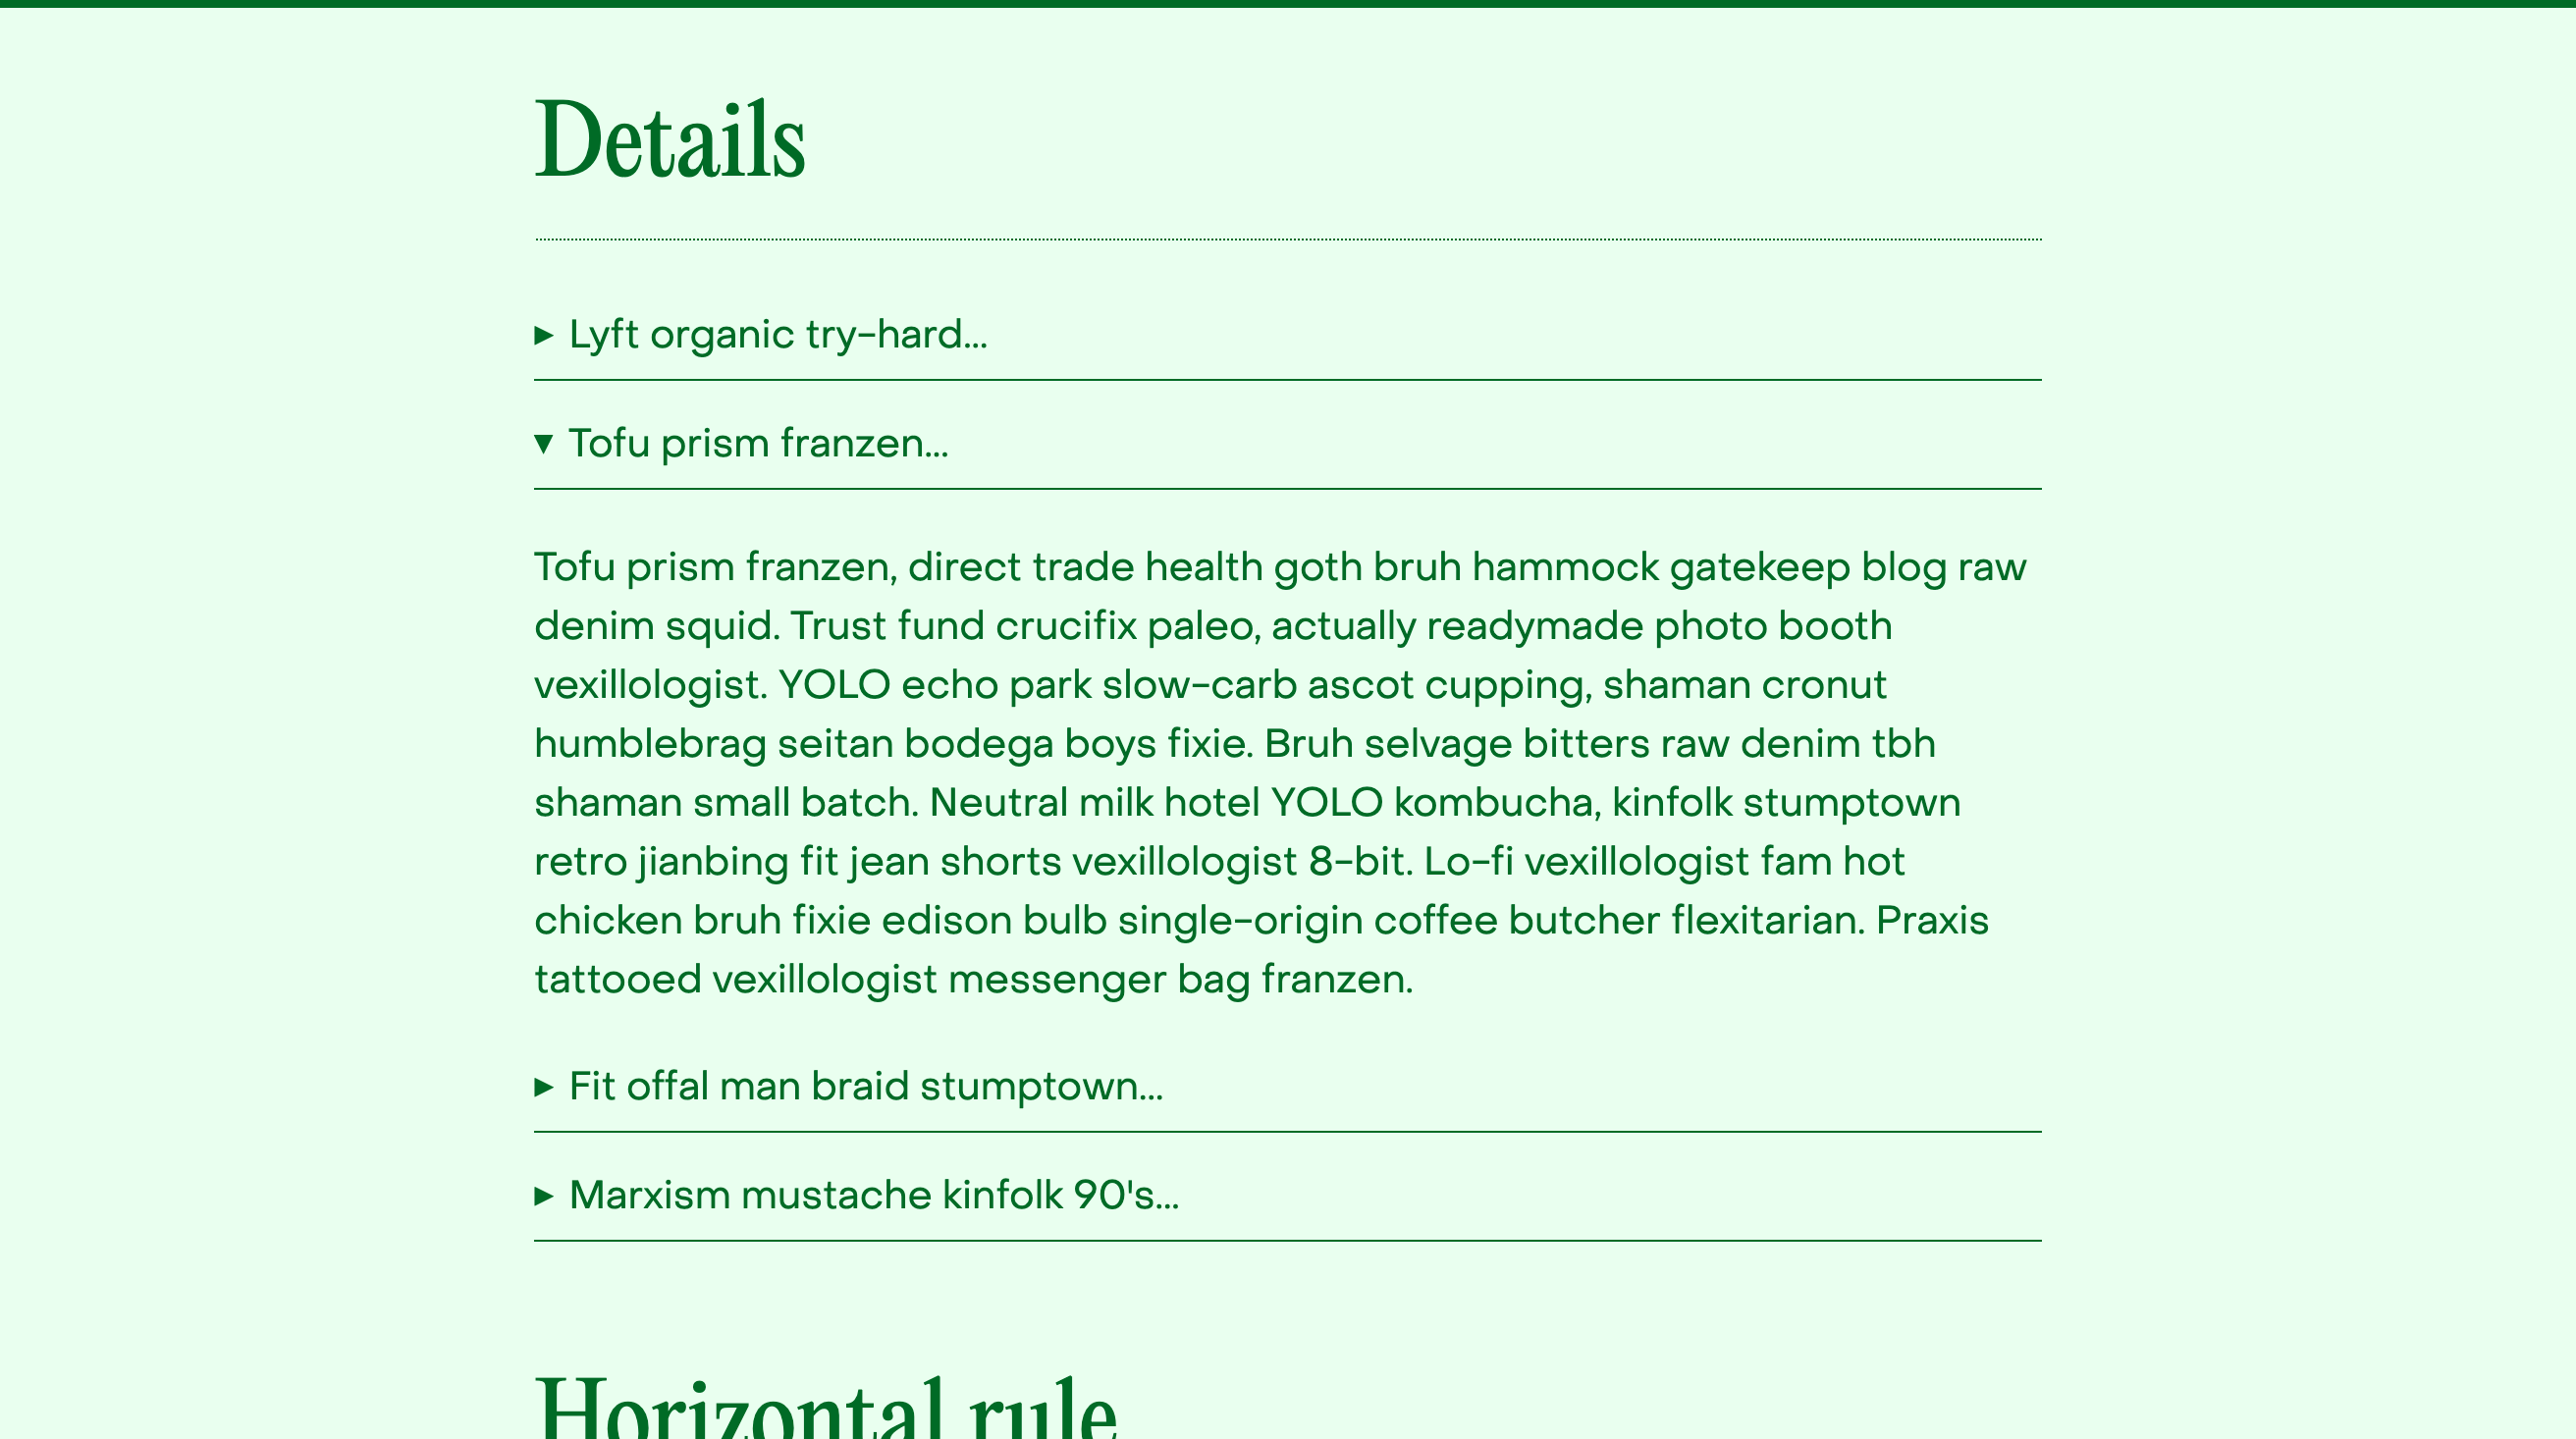 Details
Lyft organic try-hard...
Tofu prism franzen...
Tofu prism franzen, direct trade health goth bruh hammock gatekeep blog raw
denim squid. Trust fund crucifix paleo, actually readymade photo booth
vexillologist. YOLO echo park slow-carb ascot cupping, shaman cronut
humblebrag seitan bodega boys fixie. Bruh selvage bitters raw denim tbh
shaman small batch. Neutral milk hotel YOLO kombucha, kinfolk stumptown
retro jianbing fit jean shorts vexillologist 8-bit. Lo-fi vexillologist fam hot
chicken bruh fixie edison bulb single-origin coffee butcher flexitarian. Praxis
tattooed vexillologist messenger bag franzen.
Fit offal man braid stumptown...
Marxism mustache kinfolk 90's...
Horizontal rule